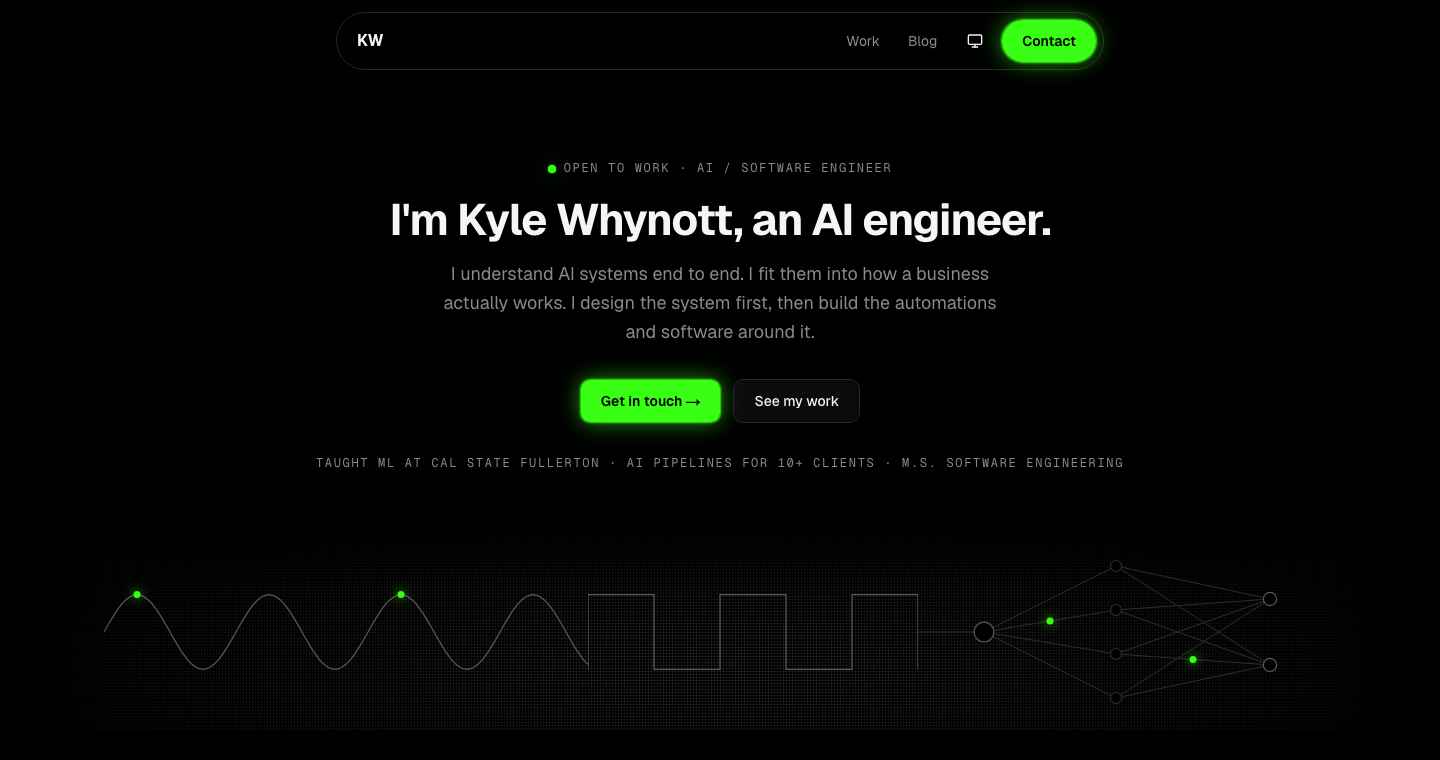 KW
Work
Blog
Contact
OPEN TO WORK · AI / SOFTWARE ENGINEER
I'm Kyle Whynott, an AI engineer.
I understand AI systems end to end. I fit them into how a business
actually works. I design the system first, then build the automations
and software around it.
Get in touch →
See my work
TAUGHT ML AT CAL STATE FULLERTON · AI PIPELINES FOR 10+ CLIENTS · M.S. SOFTWARE ENGINEERING